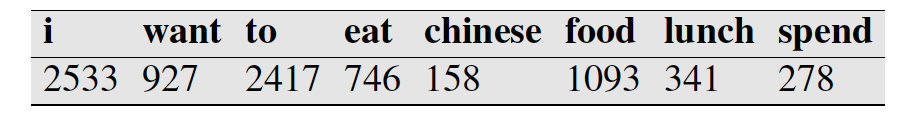 i want to eat chinese food lunch spend
2533 927 2417 746 158 1093 341 278